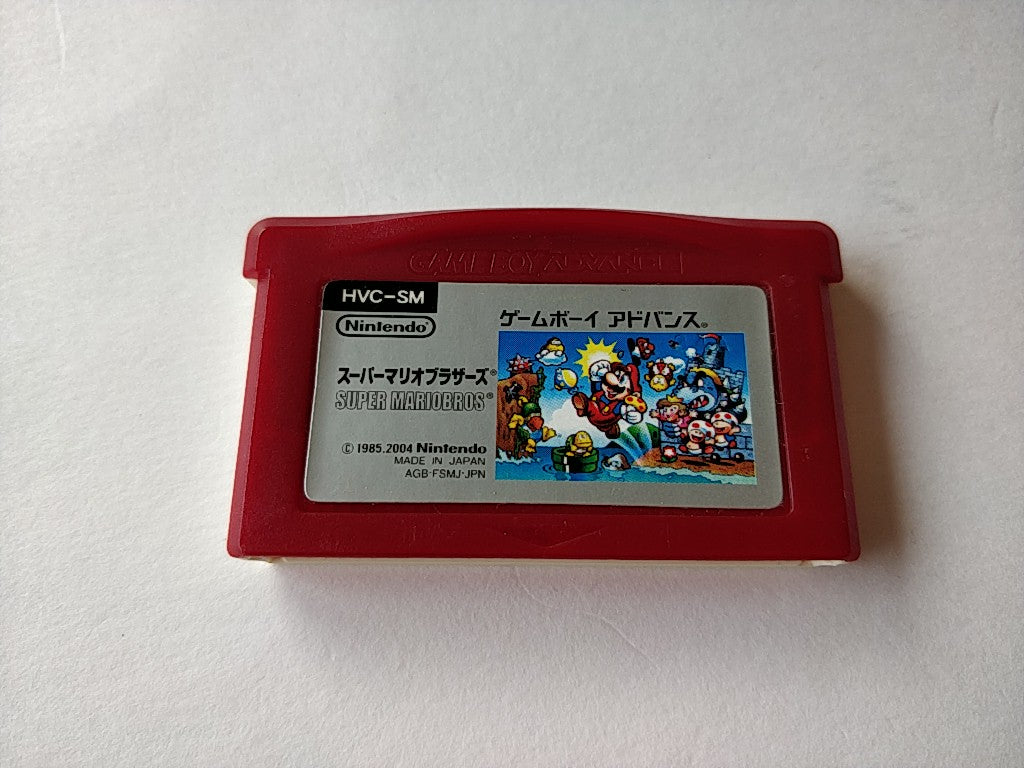 GAME BOY ADVANCE
HVC-SM
Nintendo®
ゲームボーイ アドバンス®
スーパーマリオブラザーズ®
SUPER MARIOBROS®
© 1985.2004 Nintendo
MADE IN JAPAN
AGB-FSMJ-JPN